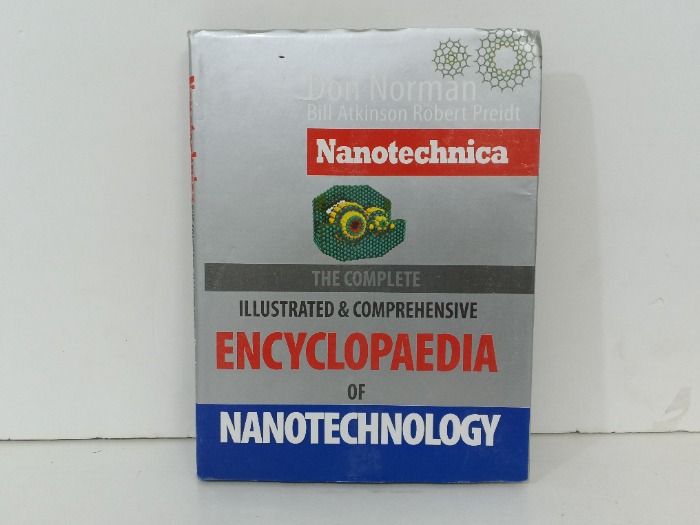 Don Norman
Bill Atkinson Robert Preidt
Nanotechnica
THE COMPLETE
ILLUSTRATED & COMPREHENSIVE
ENCYCLOPAEDIA
OF
NANOTECHNOLOGY